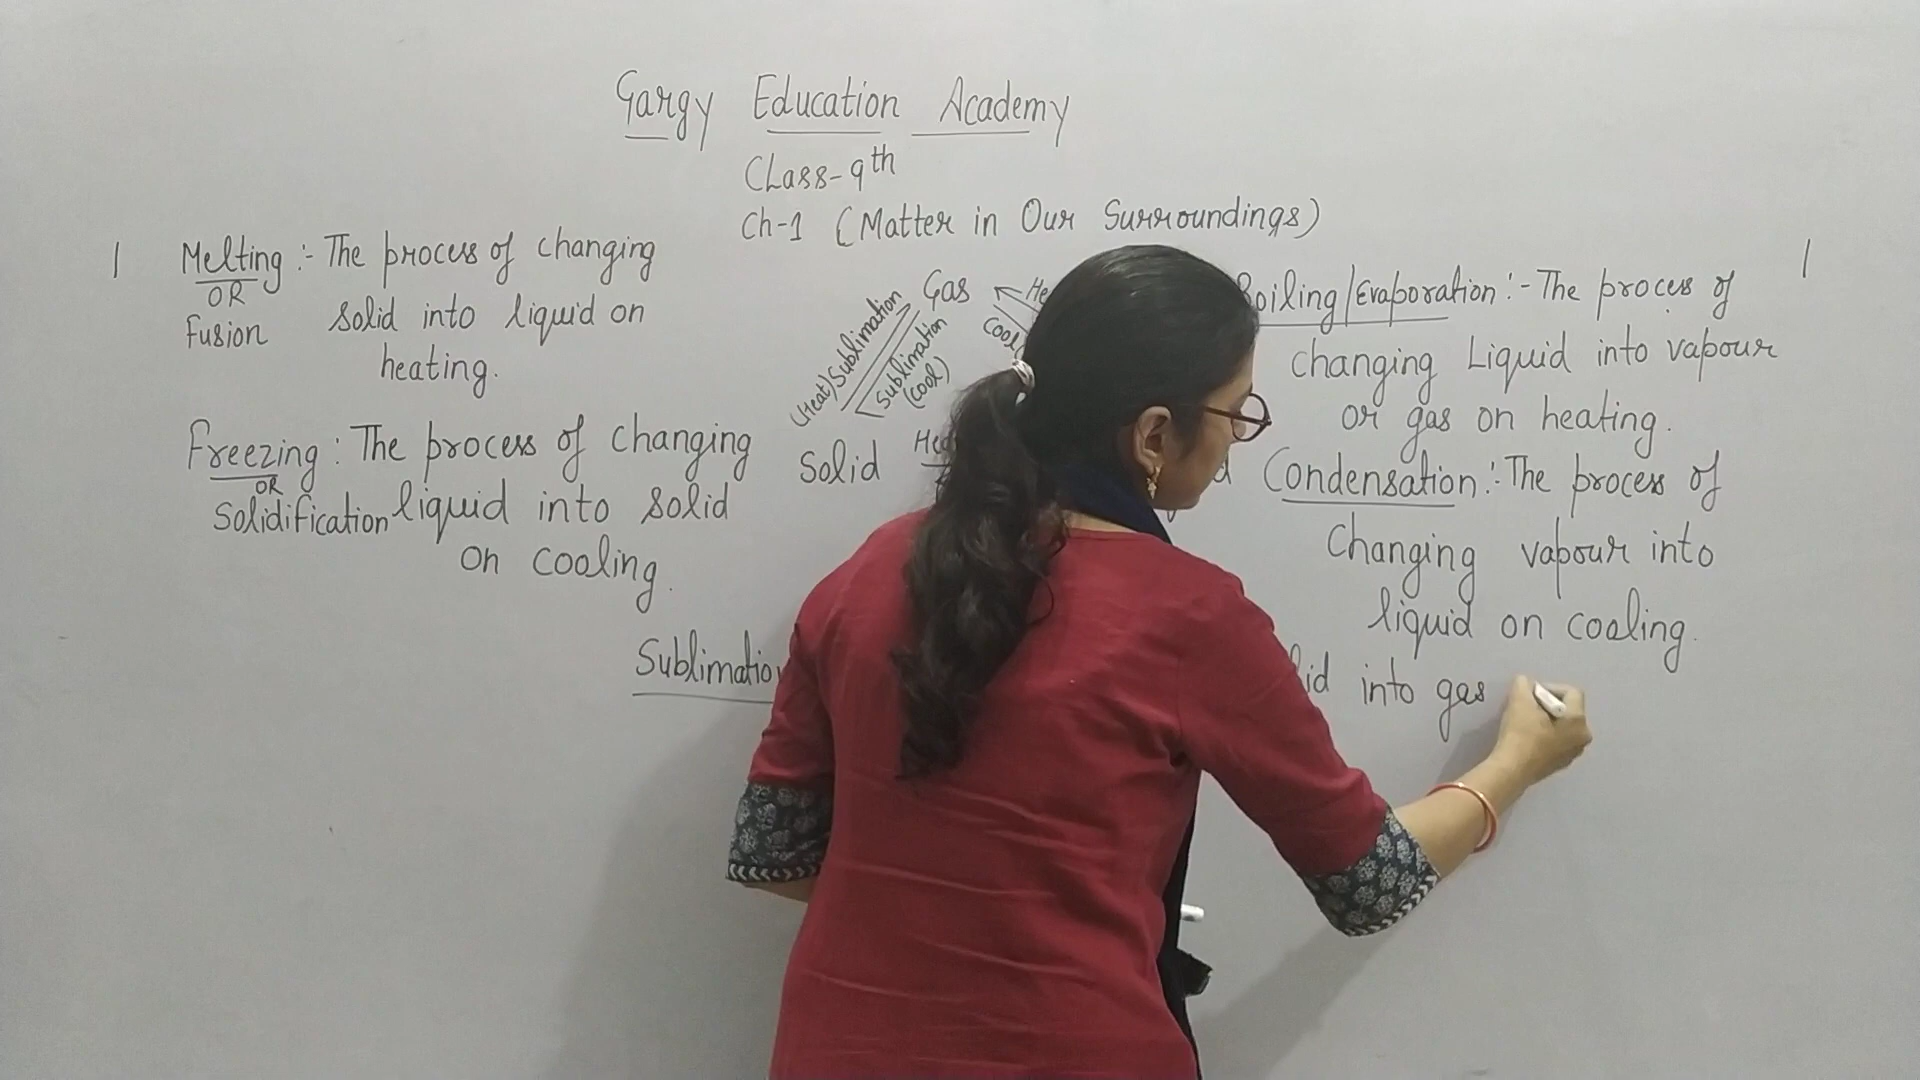 Gargy Education Academy
Class-9th
Ch-1 (Matter in Our Surroundings)
Melting :- The process of changing
OR
Fusion solid into liquid on
heating.
Freezing : The process of changing
OR
Solidification liquid into solid
on cooling.
Gas
(Heat) Sublimation
Sublimation
(cool)
Solid
Boiling/Evaporation :- The process of
changing Liquid into vapour
or gas on heating.
Condensation :- The process of
Changing vapour into
liquid on cooling.
Sublimation
into gas